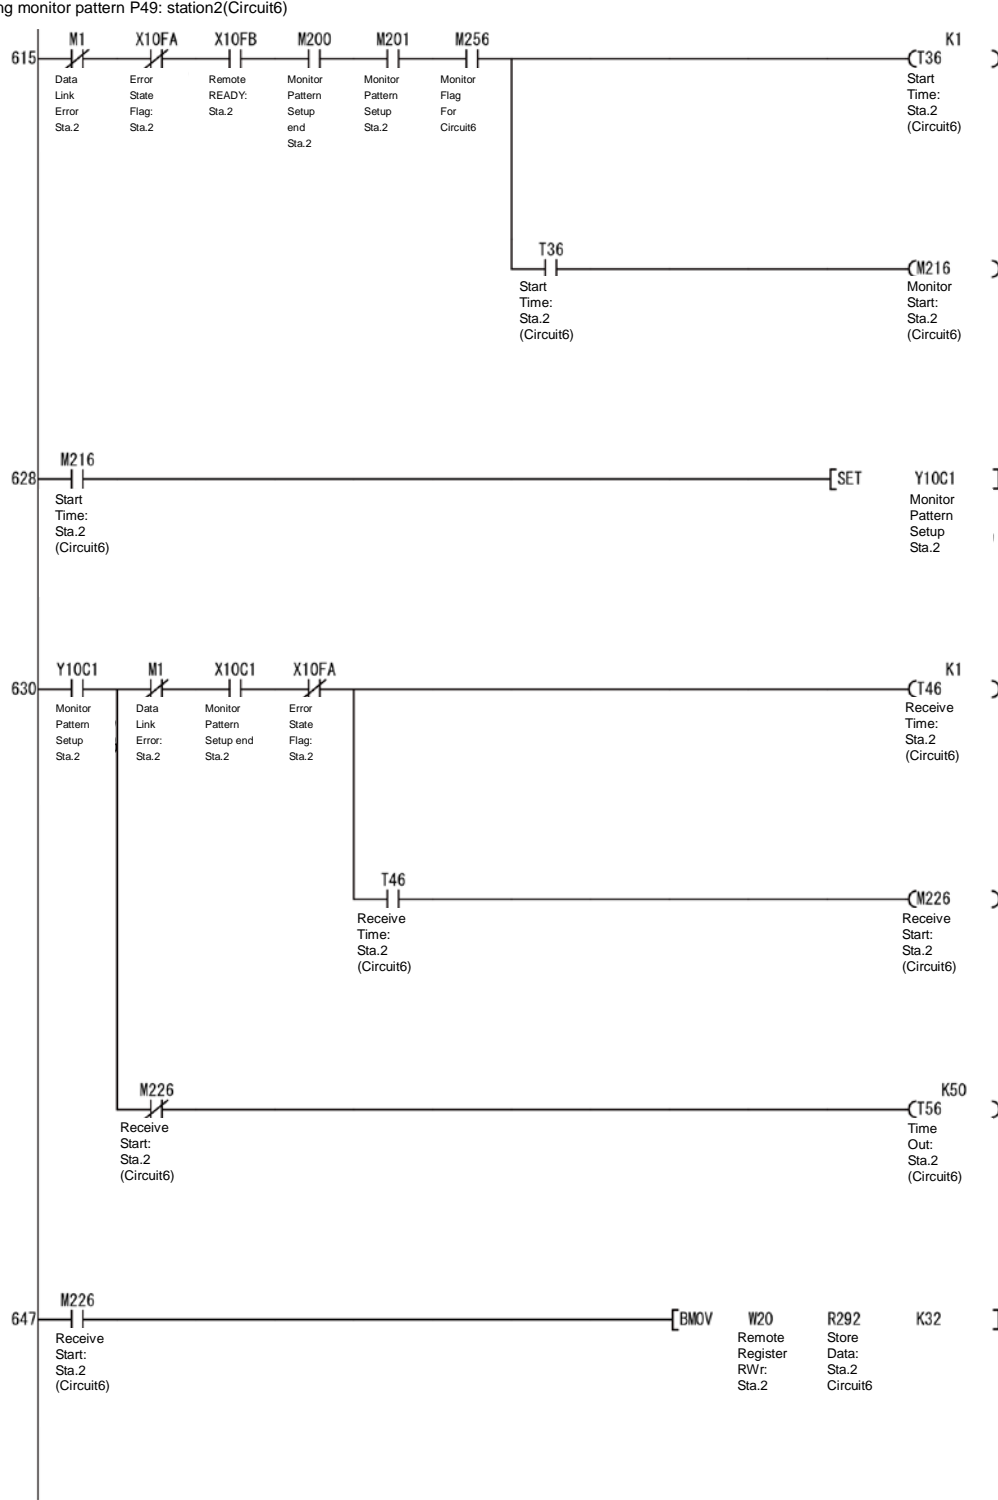 ng monitor pattern P49: station2(Circuit6)
M1 X10FA X10FB M200 M201 M256 K1
615 (T36 )
Data Error Remote Monitor Monitor Monitor Start
Link State READY: Pattern Pattern Flag Time:
Error Flag: Sta.2 Setup Setup For Sta.2
Sta.2 Sta.2 end Sta.2 Circuit6 (Circuit6)
Sta.2
T36
(M216 )
Start Monitor
Time: Start:
Sta.2 Sta.2
(Circuit6) (Circuit6)
M216
628 [SET Y10C1 ]
Start Monitor
Time: Pattern
Sta.2 Setup
(Circuit6) Sta.2
Y10C1 M1 X10C1 X10FA K1
630 (T46 )
Monitor Data Monitor Error Receive
Pattern Link Pattern State Time:
Setup Error: Setup end Flag: Sta.2
Sta.2 Sta.2 Sta.2 Sta.2 (Circuit6)
T46
(M226 )
Receive Receive
Time: Start:
Sta.2 Sta.2
(Circuit6) (Circuit6)
M226 K50
(T56 )
Receive Time
Start: Out:
Sta.2 Sta.2
(Circuit6) (Circuit6)
M226
647 [BMOV W20 R292 K32 ]
Receive Remote Store
Start: Register Data:
Sta.2 RWr: Sta.2
(Circuit6) Sta.2 Circuit6